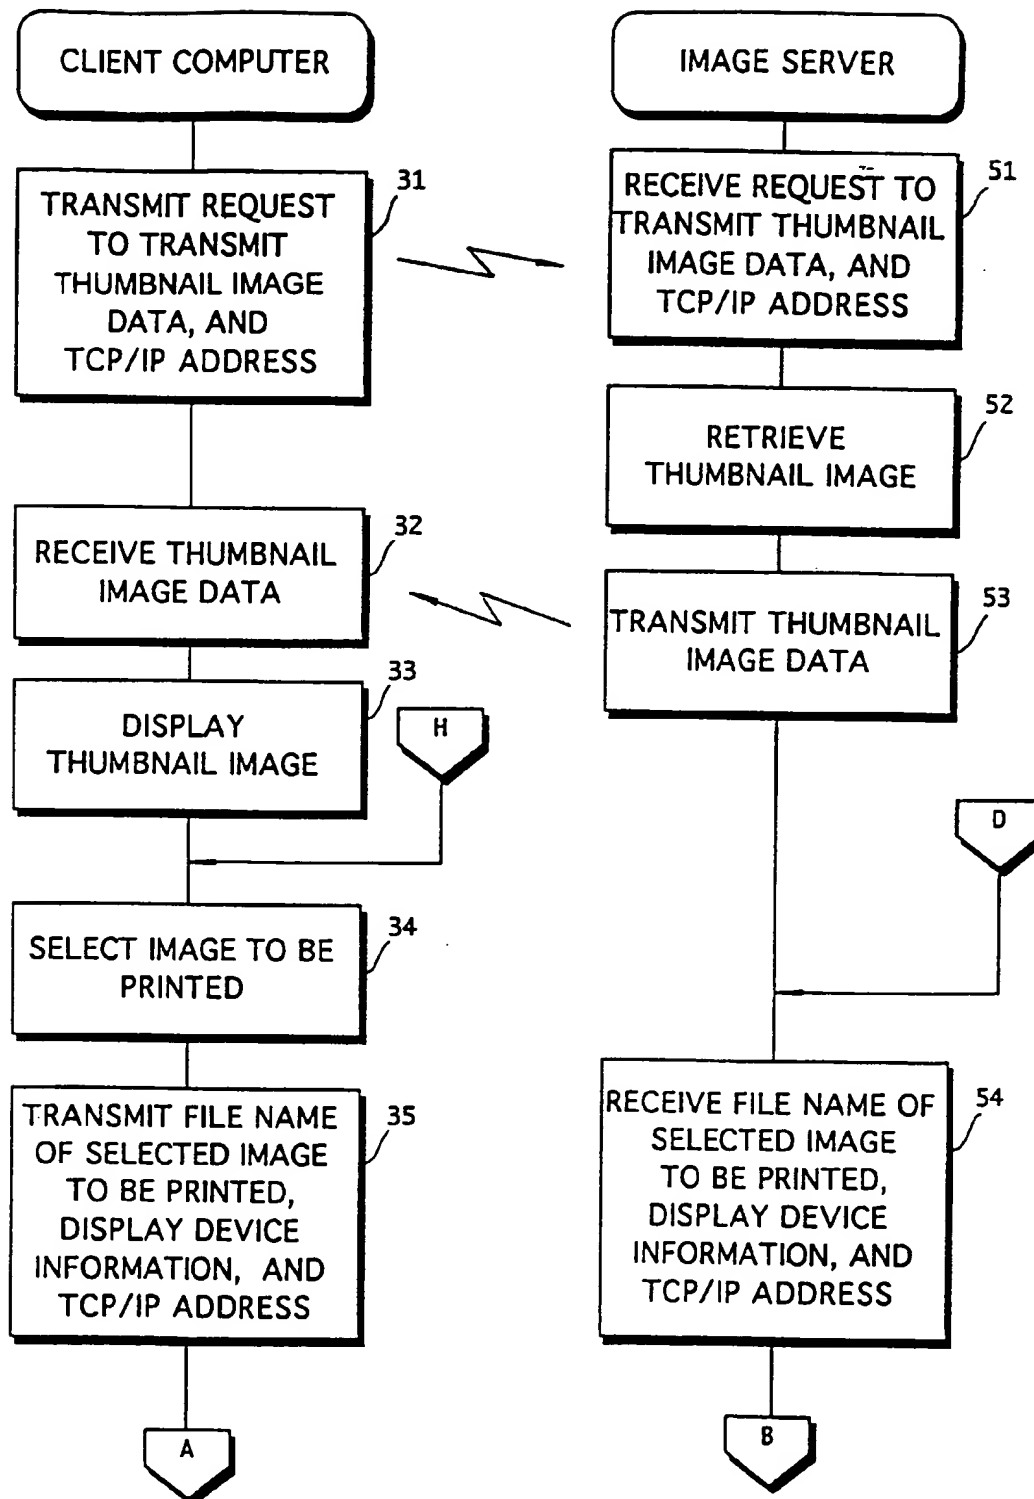 CLIENT COMPUTER
IMAGE SERVER
31
TRANSMIT REQUEST
TO TRANSMIT
THUMBNAIL IMAGE
DATA, AND
TCP/IP ADDRESS
51
RECEIVE REQUEST TO
TRANSMIT THUMBNAIL
IMAGE DATA, AND
TCP/IP ADDRESS
52
RETRIEVE
THUMBNAIL IMAGE
32
RECEIVE THUMBNAIL
IMAGE DATA
53
TRANSMIT THUMBNAIL
IMAGE DATA
33
DISPLAY
THUMBNAIL IMAGE
H
D
34
SELECT IMAGE TO BE
PRINTED
35
TRANSMIT FILE NAME
OF SELECTED IMAGE
TO BE PRINTED,
DISPLAY DEVICE
INFORMATION, AND
TCP/IP ADDRESS
54
RECEIVE FILE NAME OF
SELECTED IMAGE
TO BE PRINTED,
DISPLAY DEVICE
INFORMATION, AND
TCP/IP ADDRESS
A
B